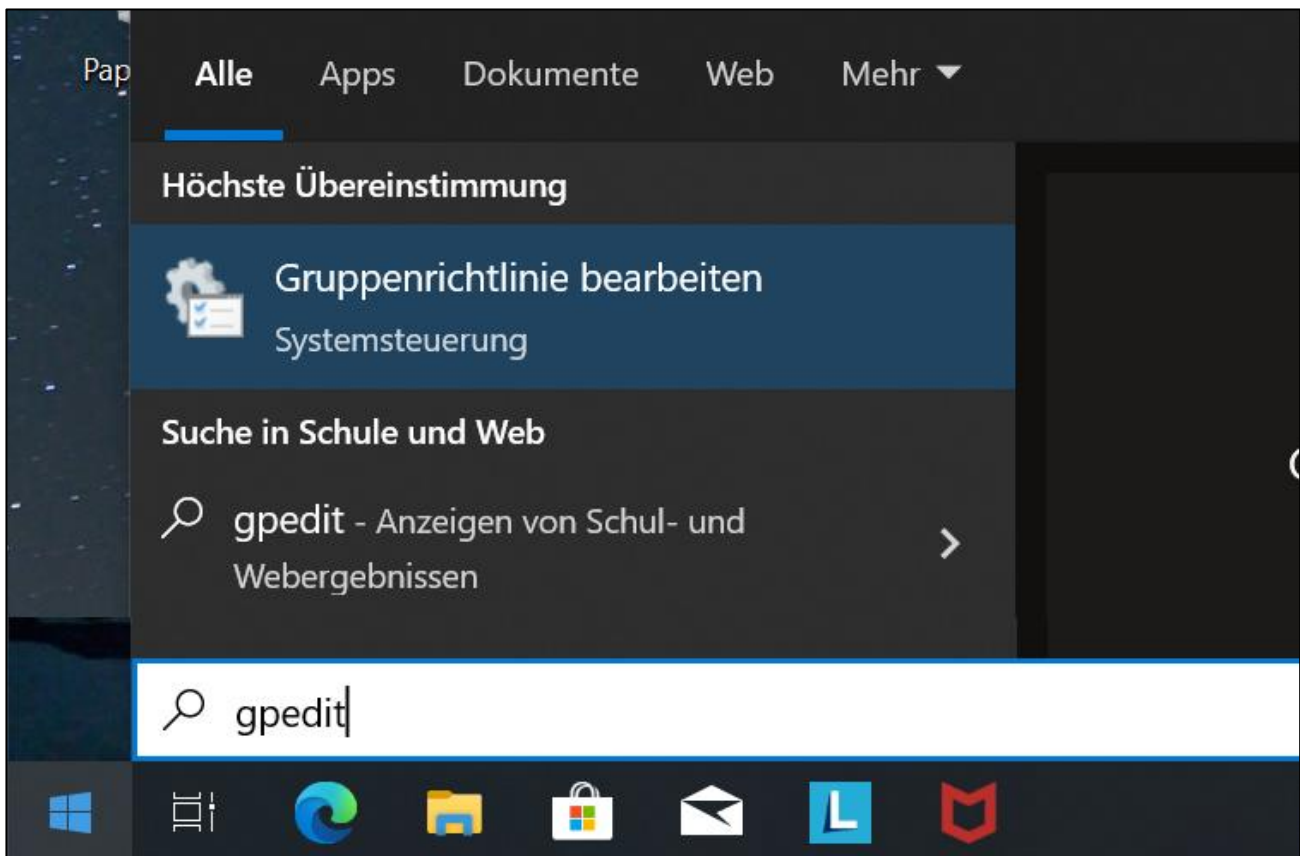 Pap
Alle Apps Dokumente Web Mehr
Höchste Übereinstimmung
Gruppenrichtlinie bearbeiten
Systemsteuerung
Suche in Schule und Web
gpedit - Anzeigen von Schul- und
Webergebnissen
gpedit
L